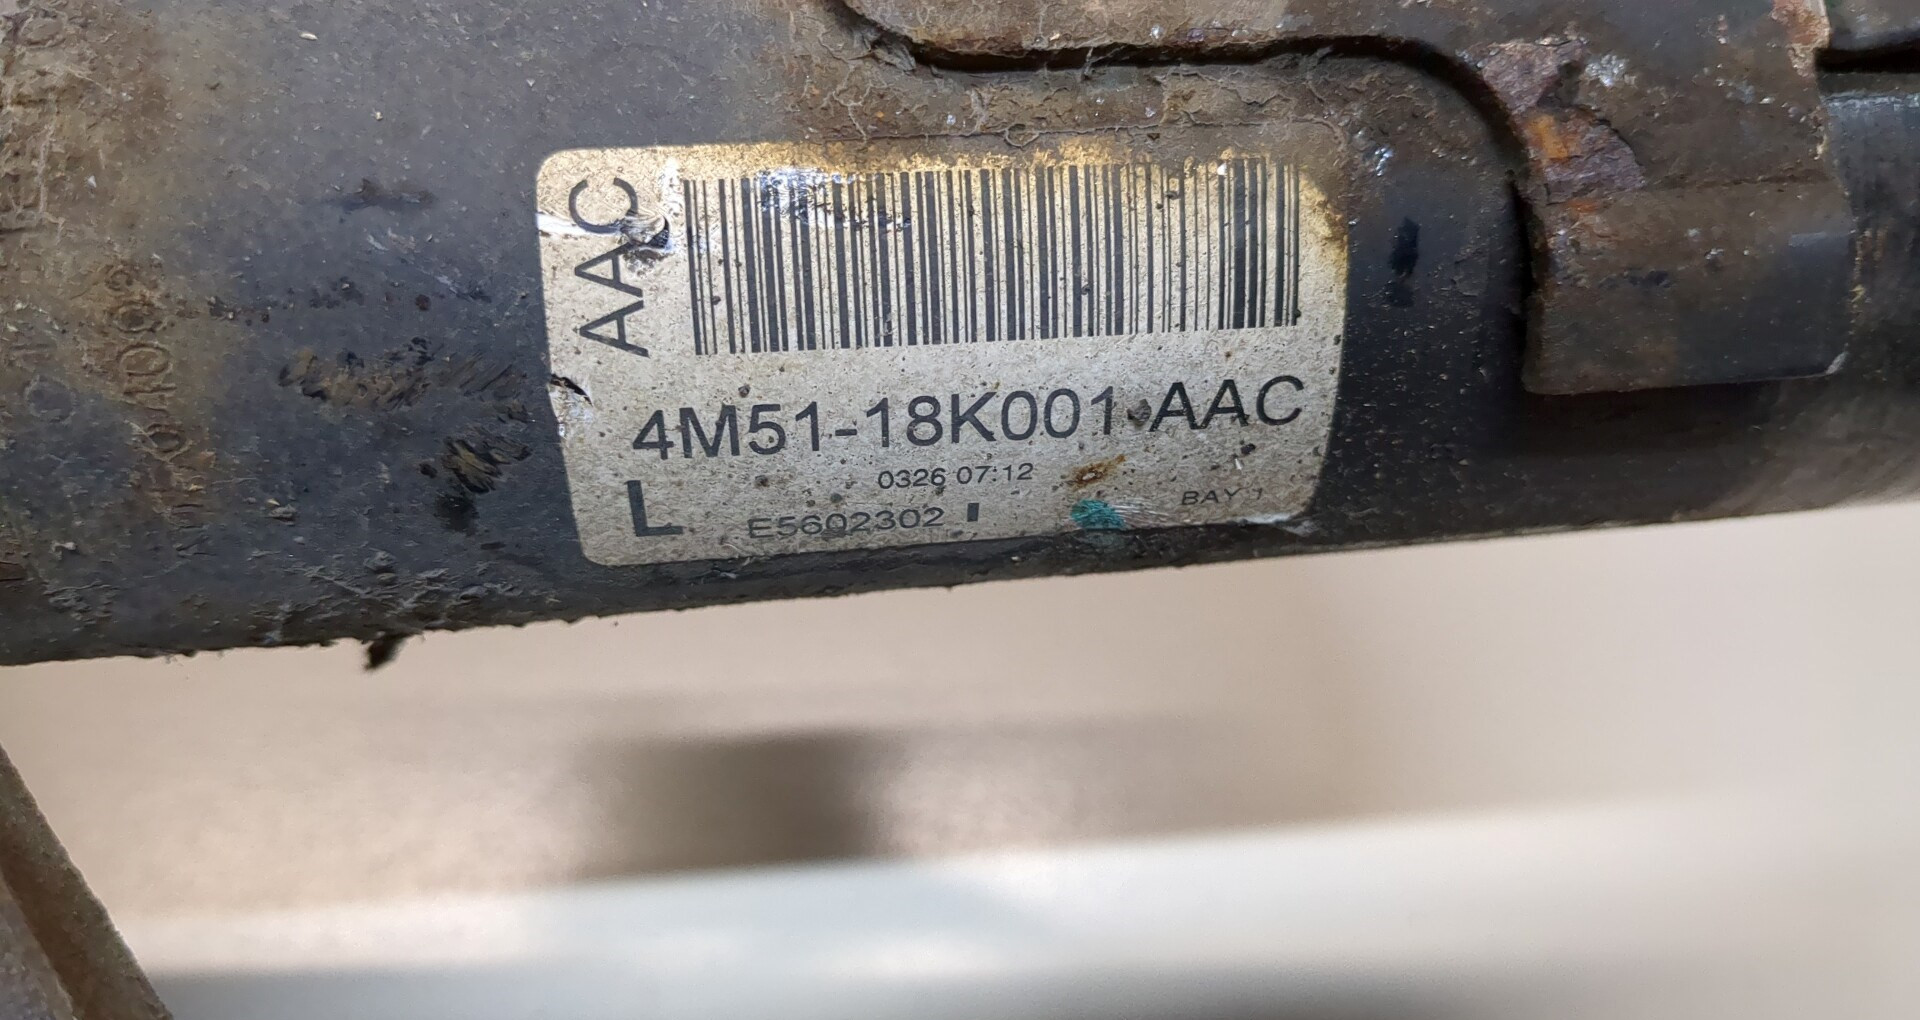 AAC
4M51-18K001-AAC
0326 07:12
L E5602302
BAY 1